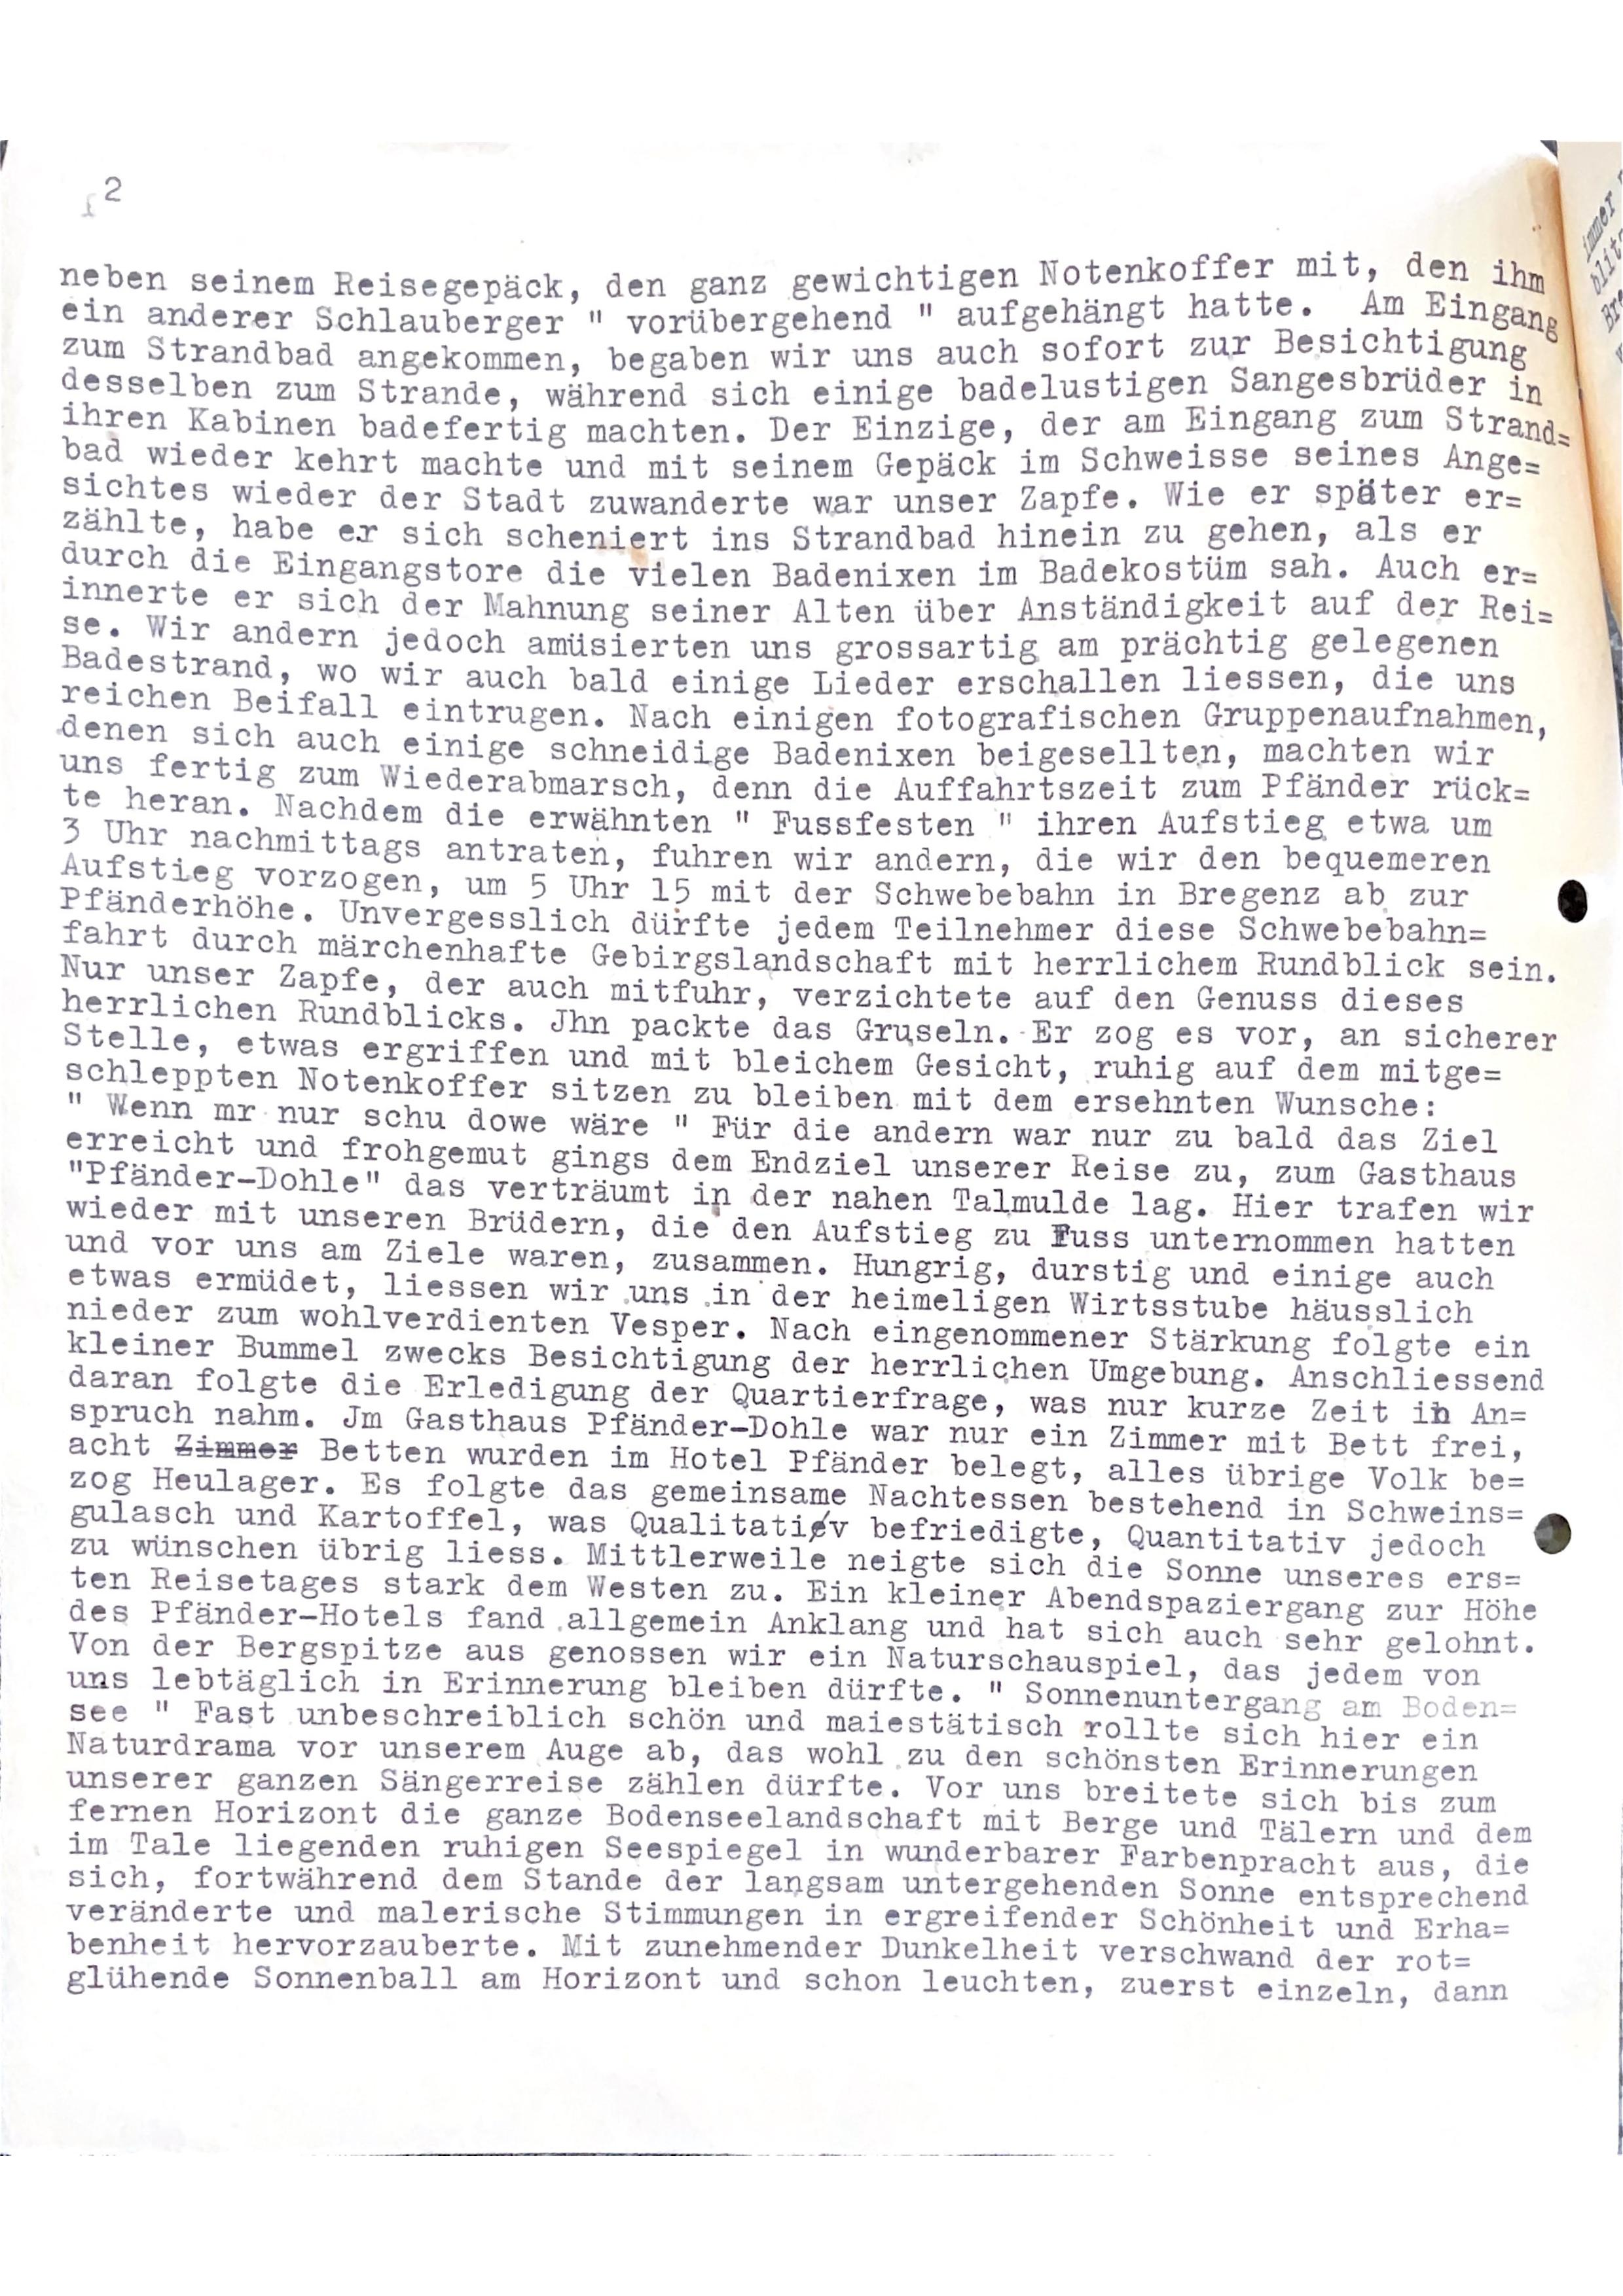 2
neben seinem Reisegepäck, den ganz gewichtigen Notenkoffer mit, den ihm
ein anderer Schlauberger " vorübergehend " aufgehängt hatte. Am Eingang
zum Strandbad angekommen, begaben wir uns auch sofort zur Besichtigung
desselben zum Strande, während sich einige badelustigen Sangesbrüder in
ihren Kabinen badefertig machten. Der Einzige, der am Eingang zum Strand=
bad wieder kehrt machte und mit seinem Gepäck im Schweisse seines Ange=
sichtes wieder der Stadt zuwanderte war unser Zapfe. Wie er später er=
zählte, habe er sich scheniert ins Strandbad hinein zu gehen, als er
durch die Eingangstore die vielen Badenixen im Badekostüm sah. Auch er=
innerte er sich der Mahnung seiner Alten über Anständigkeit auf der Rei=
se. Wir andern jedoch amüsierten uns grossartig am prächtig gelegenen
Badestrand, wo wir auch bald einige Lieder erschallen liessen, die uns
reichen Beifall eintrugen. Nach einigen fotografischen Gruppenaufnahmen,
denen sich auch einige schneidige Badenixen beigesellten, machten wir
uns fertig zum Wiederabmarsch, denn die Auffahrtszeit zum Pfänder rück=
te heran. Nachdem die erwähnten " Fussfesten " ihren Aufstieg etwa um
3 Uhr nachmittags antraten, fuhren wir andern, die wir den bequemeren
Aufstieg vorzogen, um 5 Uhr 15 mit der Schwebebahn in Bregenz ab zur
Pfänderhöhe. Unvergesslich dürfte jedem Teilnehmer diese Schwebebahn=
fahrt durch märchenhafte Gebirgslandschaft mit herrlichem Rundblick sein.
Nur unser Zapfe, der auch mitfuhr, verzichtete auf den Genuss dieses
herrlichen Rundblicks. Jhn packte das Gruseln. Er zog es vor, an sicherer
Stelle, etwas ergriffen und mit bleichem Gesicht, ruhig auf dem mitge=
schleppten Notenkoffer sitzen zu bleiben mit dem ersehnten Wunsche:
" Wenn mr nur schu dowe wäre " Für die andern war nur zu bald das Ziel
erreicht und frohgemut gings dem Endziel unserer Reise zu, zum Gasthaus
"Pfänder-Dohle" das verträumt in der nahen Talmulde lag. Hier trafen wir
wieder mit unseren Brüdern, die den Aufstieg zu Fuss unternommen hatten
und vor uns am Ziele waren, zusammen. Hungrig, durstig und einige auch
etwas ermüdet, liessen wir uns in der heimeligen Wirtsstube häusslich
nieder zum wohlverdienten Vesper. Nach eingenommener Stärkung folgte ein
kleiner Bummel zwecks Besichtigung der herrlichen Umgebung. Anschliessend
daran folgte die Erledigung der Quartierfrage, was nur kurze Zeit in An=
spruch nahm. Jm Gasthaus Pfänder-Dohle war nur ein Zimmer mit Bett frei,
acht Zimmer Betten wurden im Hotel Pfänder belegt, alles übrige Volk be=
zog Heulager. Es folgte das gemeinsame Nachtessen bestehend in Schweins=
gulasch und Kartoffel, was Qualitatiev befriedigte, Quantitativ jedoch
zu wünschen übrig liess. Mittlerweile neigte sich die Sonne unseres ers=
ten Reisetages stark dem Westen zu. Ein kleiner Abendspaziergang zur Höhe
des Pfänder-Hotels fand allgemein Anklang und hat sich auch sehr gelohnt.
Von der Bergspitze aus genossen wir ein Naturschauspiel, das jedem von
uns lebtäglich in Erinnerung bleiben dürfte. " Sonnenuntergang am Boden=
see " Fast unbeschreiblich schön und maiestätisch rollte sich hier ein
Naturdrama vor unserem Auge ab, das wohl zu den schönsten Erinnerungen
unserer ganzen Sängerreise zählen dürfte. Vor uns breitete sich bis zum
fernen Horizont die ganze Bodenseelandschaft mit Berge und Tälern und dem
im Tale liegenden ruhigen Seespiegel in wunderbarer Farbenpracht aus, die
sich, fortwährend dem Stande der langsam untergehenden Sonne entsprechend
veränderte und malerische Stimmungen in ergreifender Schönheit und Erha=
benheit hervorzauberte. Mit zunehmender Dunkelheit verschwand der rot=
glühende Sonnenball am Horizont und schon leuchten, zuerst einzeln, dann
immer